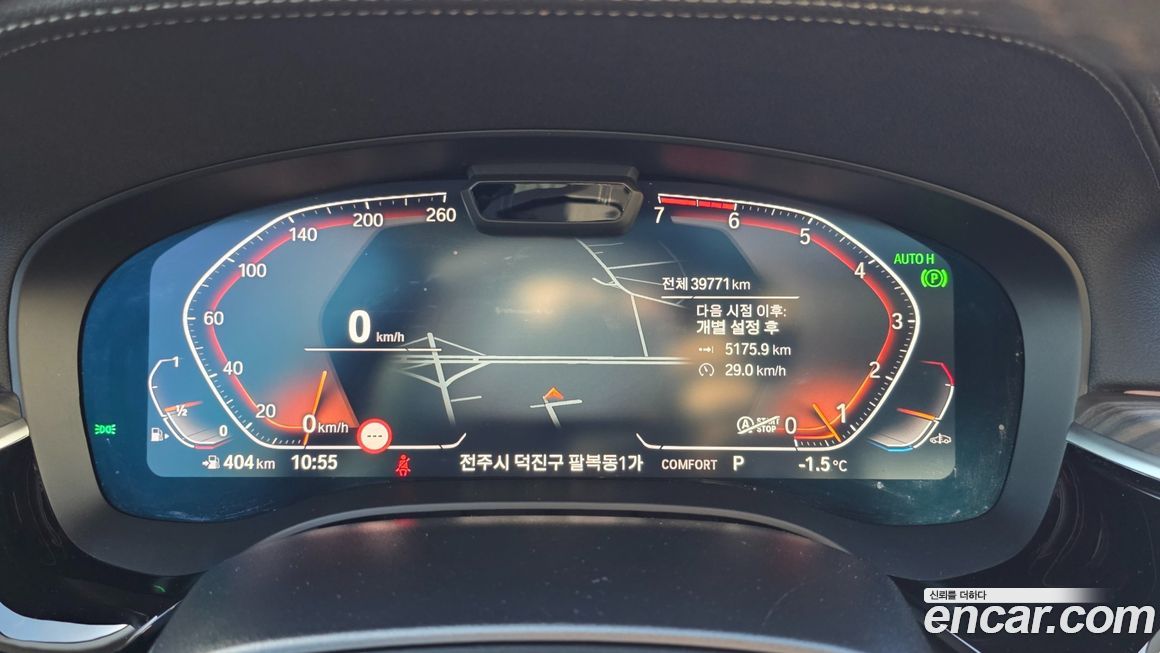 260
200
140
100
60
40
20
0 km/h
0 km/h
7
6
5
4
3
2
1
0
AUTO H
P
전체 39771 km
다음 시점 이후:
개별 설정 후
5175.9 km
29.0 km/h
1
½
0
A START STOP
404 km
10:55
---
전주시 덕진구 팔복동1가
COMFORT
P
-1.5 °C
신뢰를 더하다
encar.com